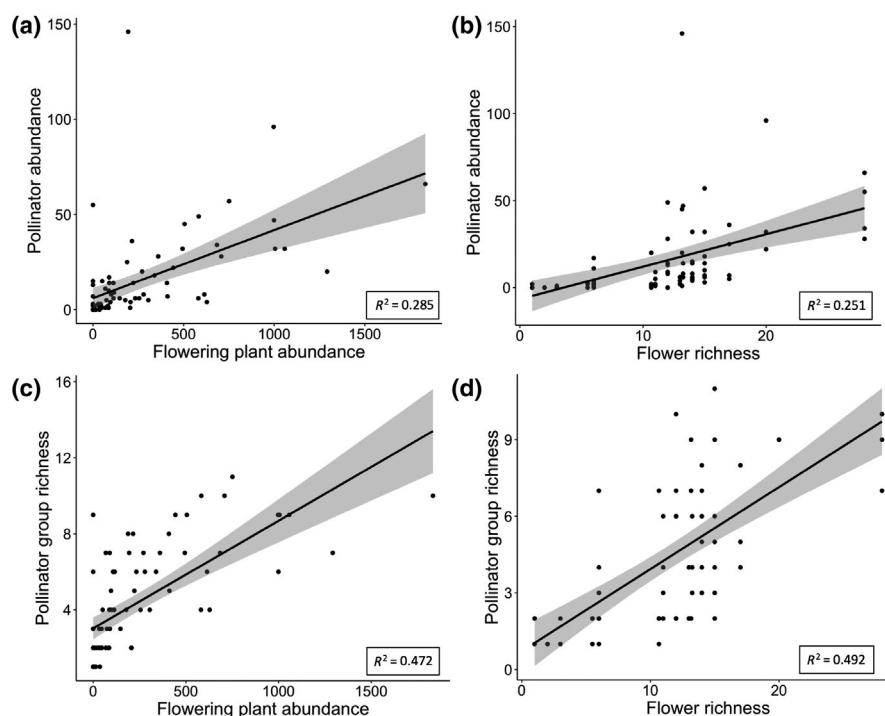 (a)
Pollinator abundance
150
100
50
0
0 500 1000 1500
Flowering plant abundance
R² = 0.285
(b)
Pollinator abundance
150
100
50
0
0 10 20
Flower richness
R² = 0.251
(c)
Pollinator group richness
16
12
8
4
0 500 1000 1500
Flowering plant abundance
R² = 0.472
(d)
Pollinator group richness
9
6
3
0
0 10 20
Flower richness
R² = 0.492